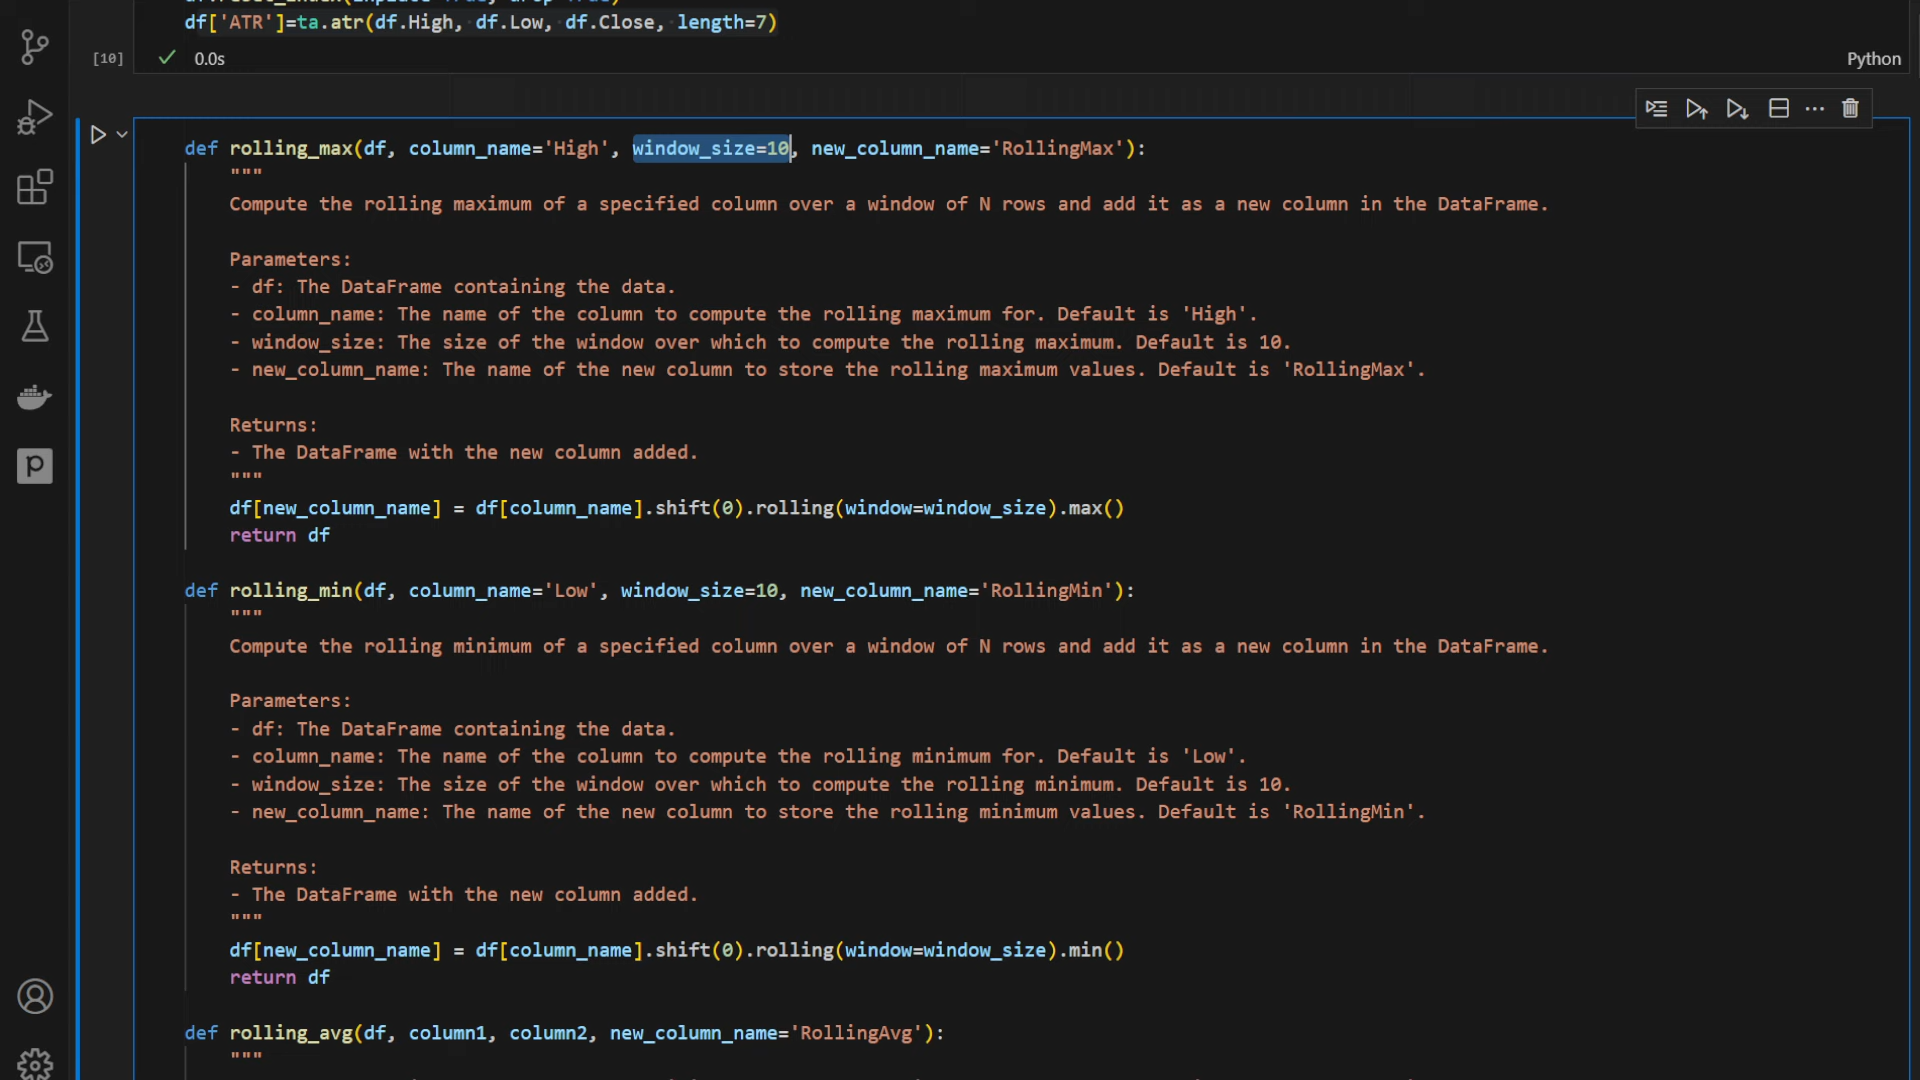 df['ATR']=ta.atr(df.High, df.Low, df.Close, length=7)
[10]
0.0s
Python
def rolling_max(df, column_name='High', window_size=10, new_column_name='RollingMax'):
"""
Compute the rolling maximum of a specified column over a window of N rows and add it as a new column in the DataFrame.
Parameters:
- df: The DataFrame containing the data.
- column_name: The name of the column to compute the rolling maximum for. Default is 'High'.
- window_size: The size of the window over which to compute the rolling maximum. Default is 10.
- new_column_name: The name of the new column to store the rolling maximum values. Default is 'RollingMax'.
Returns:
- The DataFrame with the new column added.
"""
df[new_column_name] = df[column_name].shift(0).rolling(window=window_size).max()
return df
def rolling_min(df, column_name='Low', window_size=10, new_column_name='RollingMin'):
"""
Compute the rolling minimum of a specified column over a window of N rows and add it as a new column in the DataFrame.
Parameters:
- df: The DataFrame containing the data.
- column_name: The name of the column to compute the rolling minimum for. Default is 'Low'.
- window_size: The size of the window over which to compute the rolling minimum. Default is 10.
- new_column_name: The name of the new column to store the rolling minimum values. Default is 'RollingMin'.
Returns:
- The DataFrame with the new column added.
"""
df[new_column_name] = df[column_name].shift(0).rolling(window=window_size).min()
return df
def rolling_avg(df, column1, column2, new_column_name='RollingAvg'):
"""